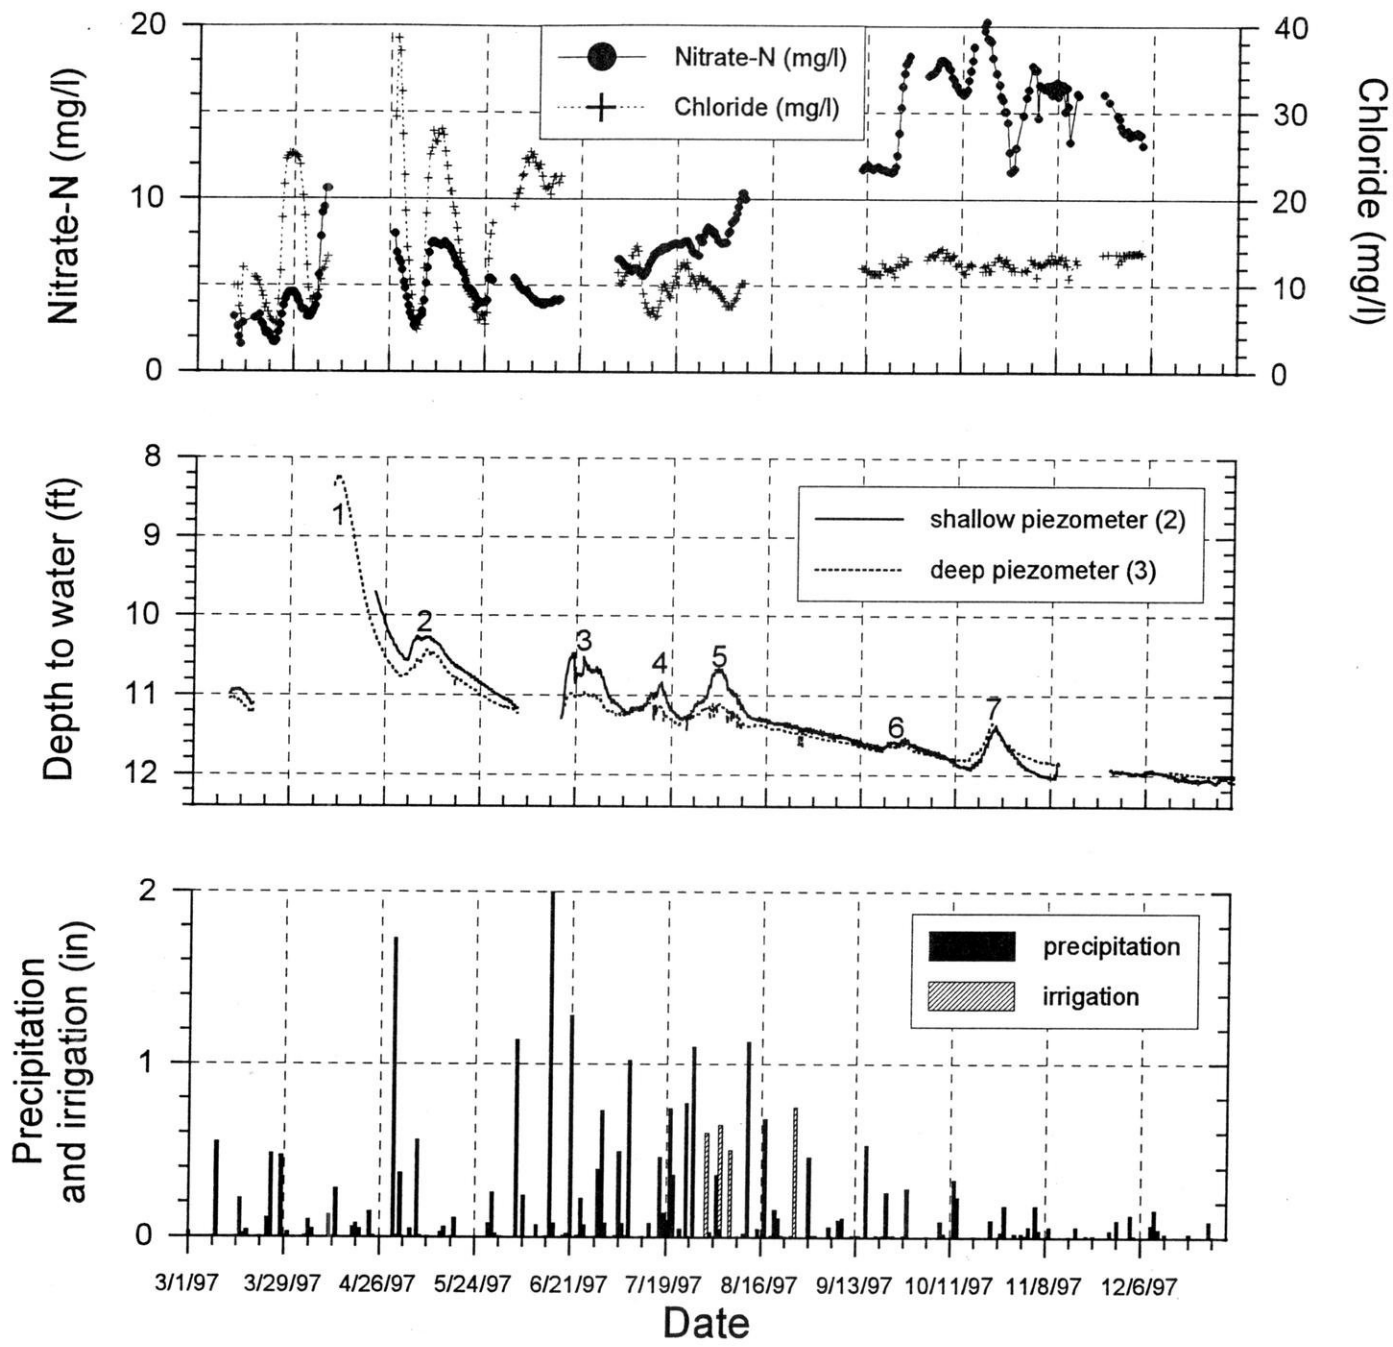 20
10
0
Nitrate-N (mg/l)
Nitrate-N (mg/l)
Chloride (mg/l)
40
30
20
10
0
Chloride (mg/l)
8
9
10
11
12
Depth to water (ft)
shallow piezometer (2)
deep piezometer (3)
1
2
3
4
5
6
7
2
1
0
Precipitation
and irrigation (in)
precipitation
irrigation
3/1/97 3/29/97 4/26/97 5/24/97 6/21/97 7/19/97 8/16/97 9/13/97 10/11/97 11/8/97 12/6/97
Date